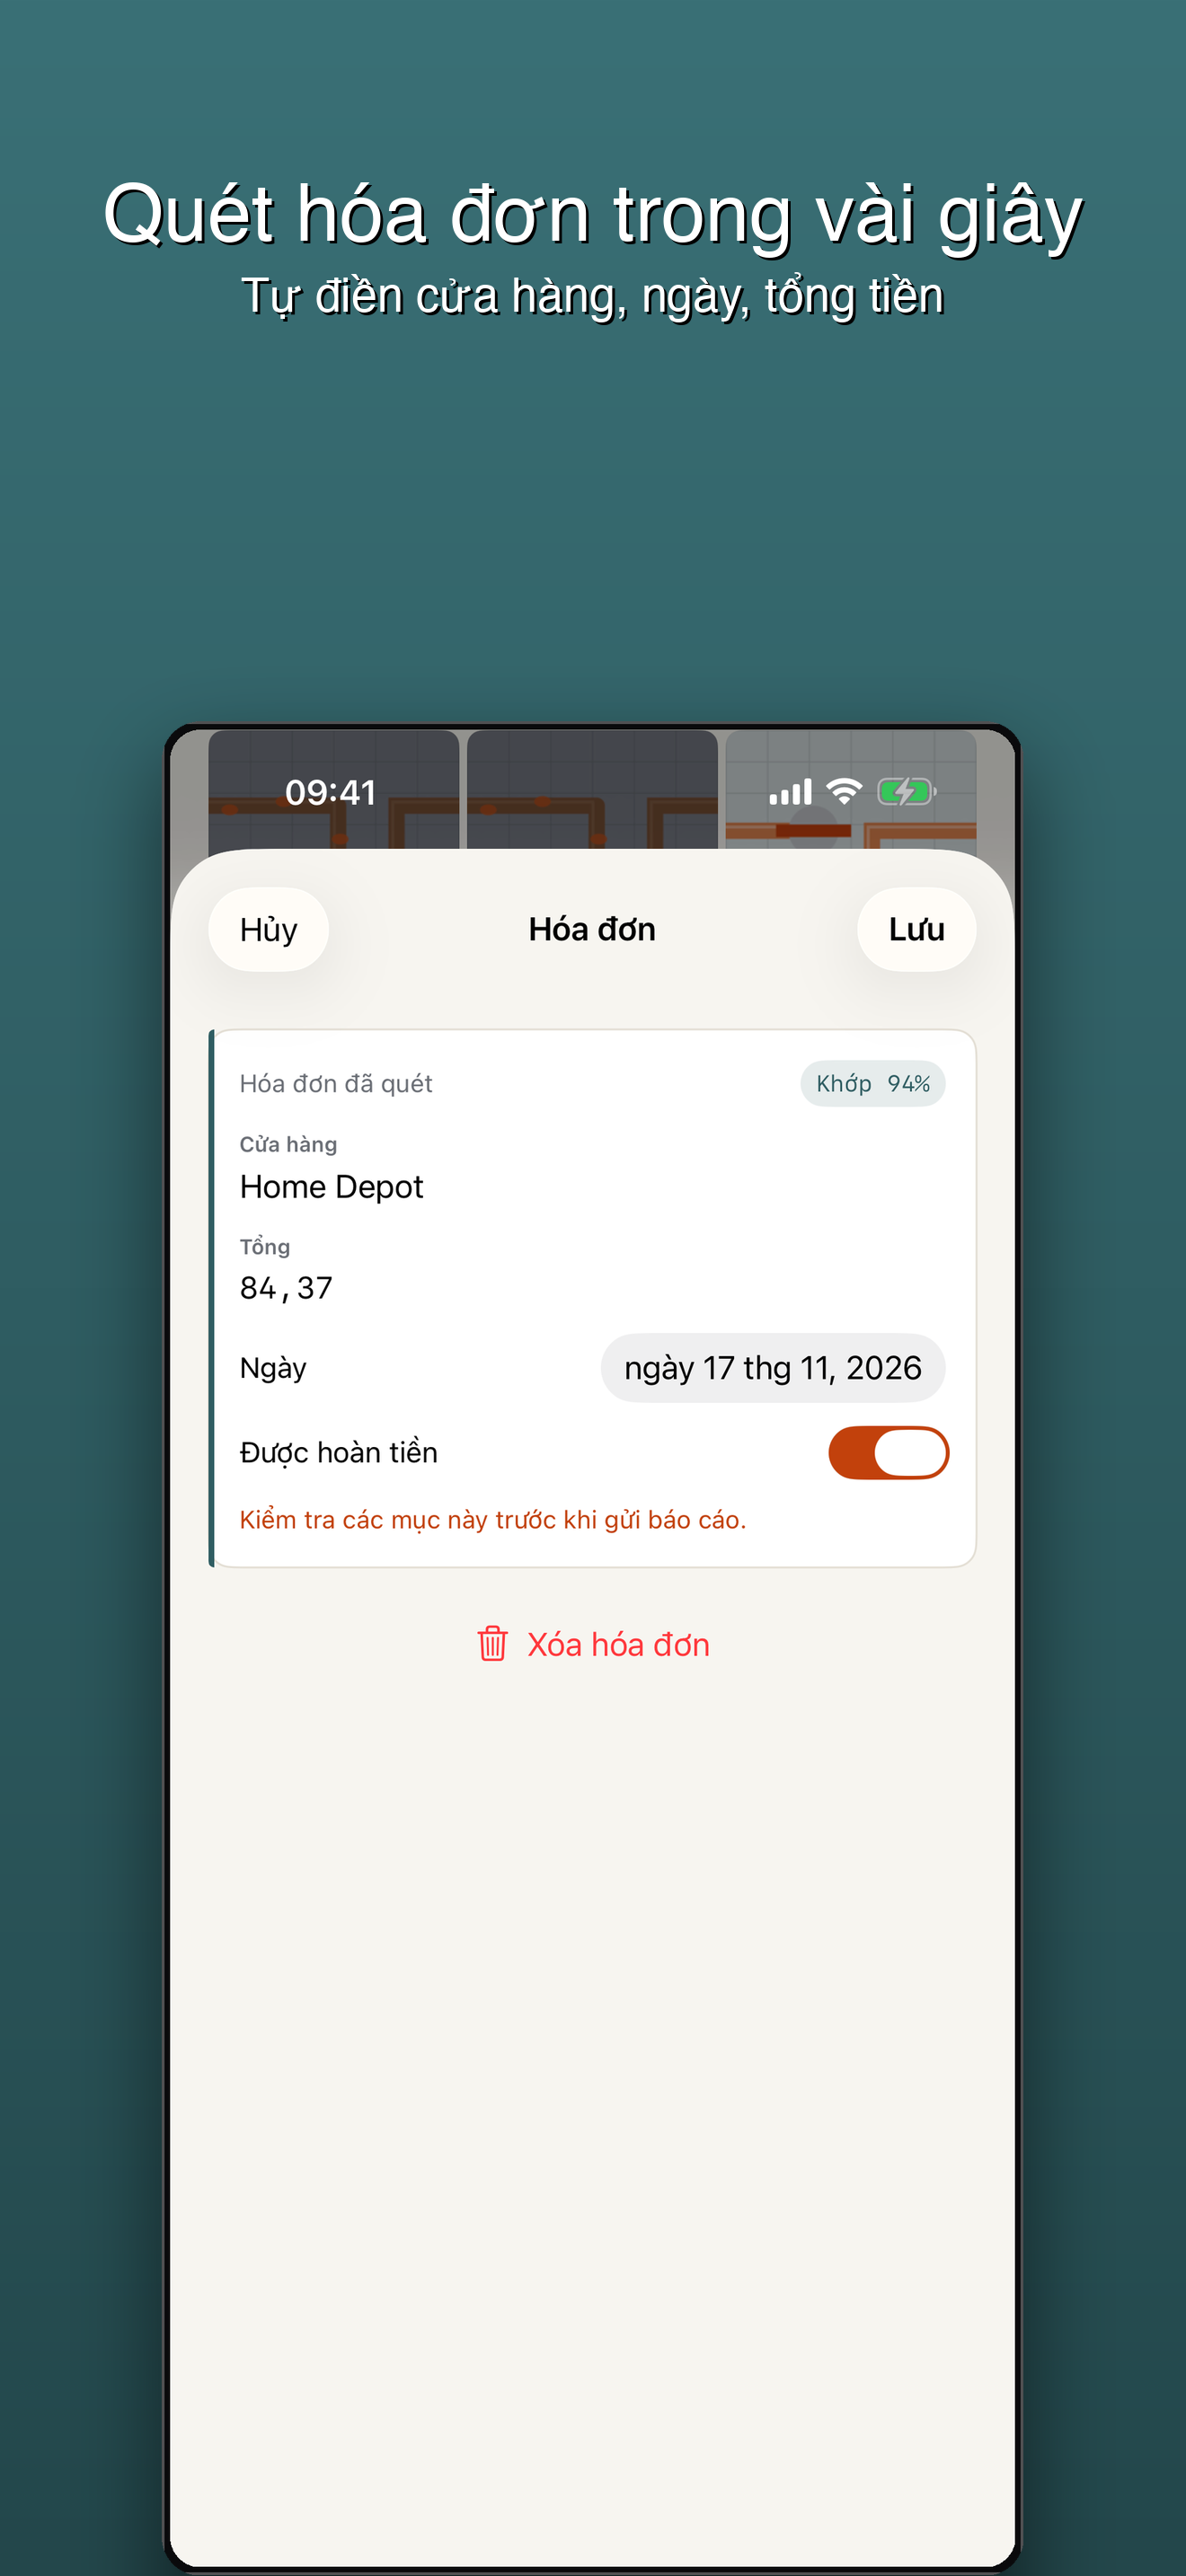 Quét hóa đơn trong vài giây
Tự điền cửa hàng, ngày, tổng tiền
09:41
Hủy
Hóa đơn
Lưu
Hóa đơn đã quét
Khớp 94%
Cửa hàng
Home Depot
Tổng
84,37
Ngày
ngày 17 thg 11, 2026
Được hoàn tiền
Kiểm tra các mục này trước khi gửi báo cáo.
Xóa hóa đơn